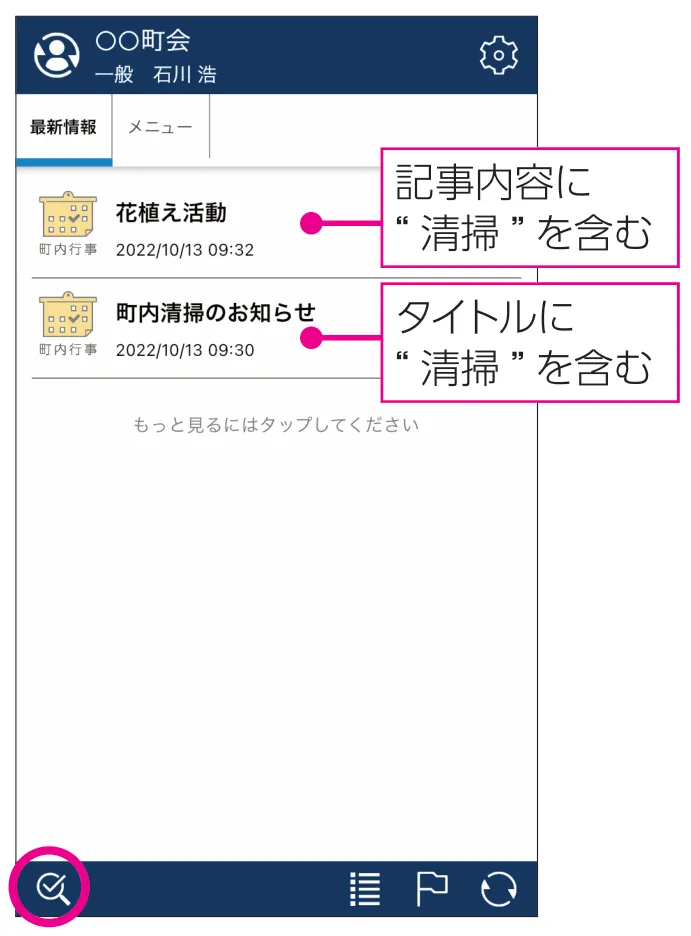 〇〇町会
一般　石川 浩
最新情報
メニュー
記事内容に
“ 清掃 ” を含む
花植え活動
町内行事
2022/10/13 09:32
タイトルに
“ 清掃 ” を含む
町内清掃のお知らせ
町内行事
2022/10/13 09:30
もっと見るにはタップしてください